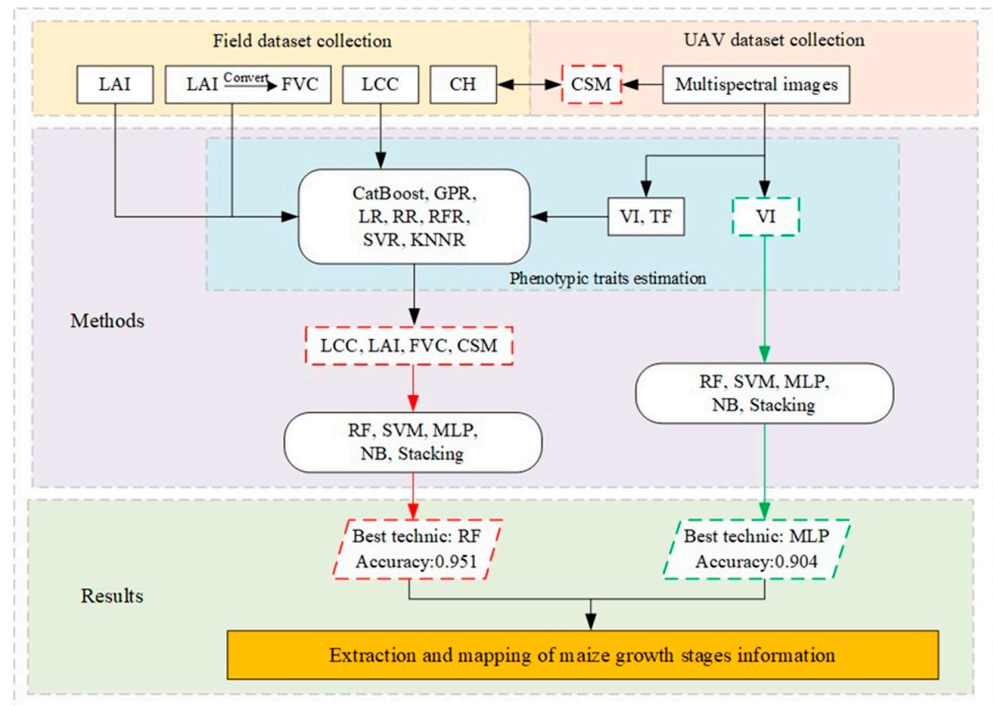 Field dataset collection
UAV dataset collection
LAI
LAI Convert FVC
LCC
CH
CSM
Multispectral images
CatBoost, GPR,
LR, RR, RFR,
SVR, KNNR
VI, TF
VI
Phenotypic traits estimation
Methods
LCC, LAI, FVC, CSM
RF, SVM, MLP,
NB, Stacking
RF, SVM, MLP,
NB, Stacking
Best technic: RF
Accuracy:0.951
Best technic: MLP
Accuracy:0.904
Results
Extraction and mapping of maize growth stages information